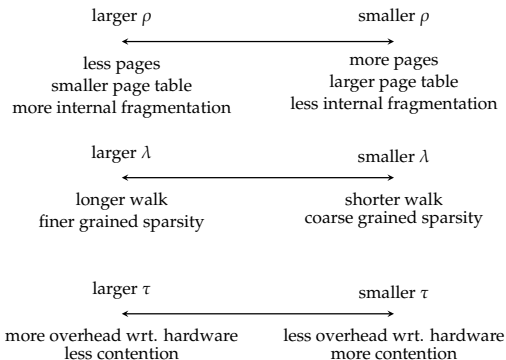 larger ρ smaller ρ
less pages more pages
smaller page table larger page table
more internal fragmentation less internal fragmentation
larger λ smaller λ
longer walk shorter walk
finer grained sparsity coarse grained sparsity
larger τ smaller τ
more overhead wrt. hardware less overhead wrt. hardware
less contention more contention